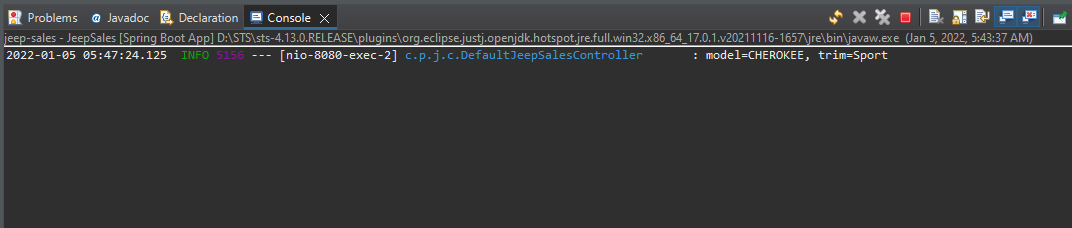 Problems Javadoc Declaration Console
jeep-sales - JeepSales [Spring Boot App] D:\STS\sts-4.13.0.RELEASE\plugins\org.eclipse.justj.openjdk.hotspot.jre.full.win32.x86_64_17.0.1.v20211116-1657\jre\bin\javaw.exe (Jan 5, 2022, 5:43:37 AM)
2022-01-05 05:47:24.125 INFO 5156 --- [nio-8080-exec-2] c.p.j.c.DefaultJeepSalesController : model=CHEROKEE, trim=Sport